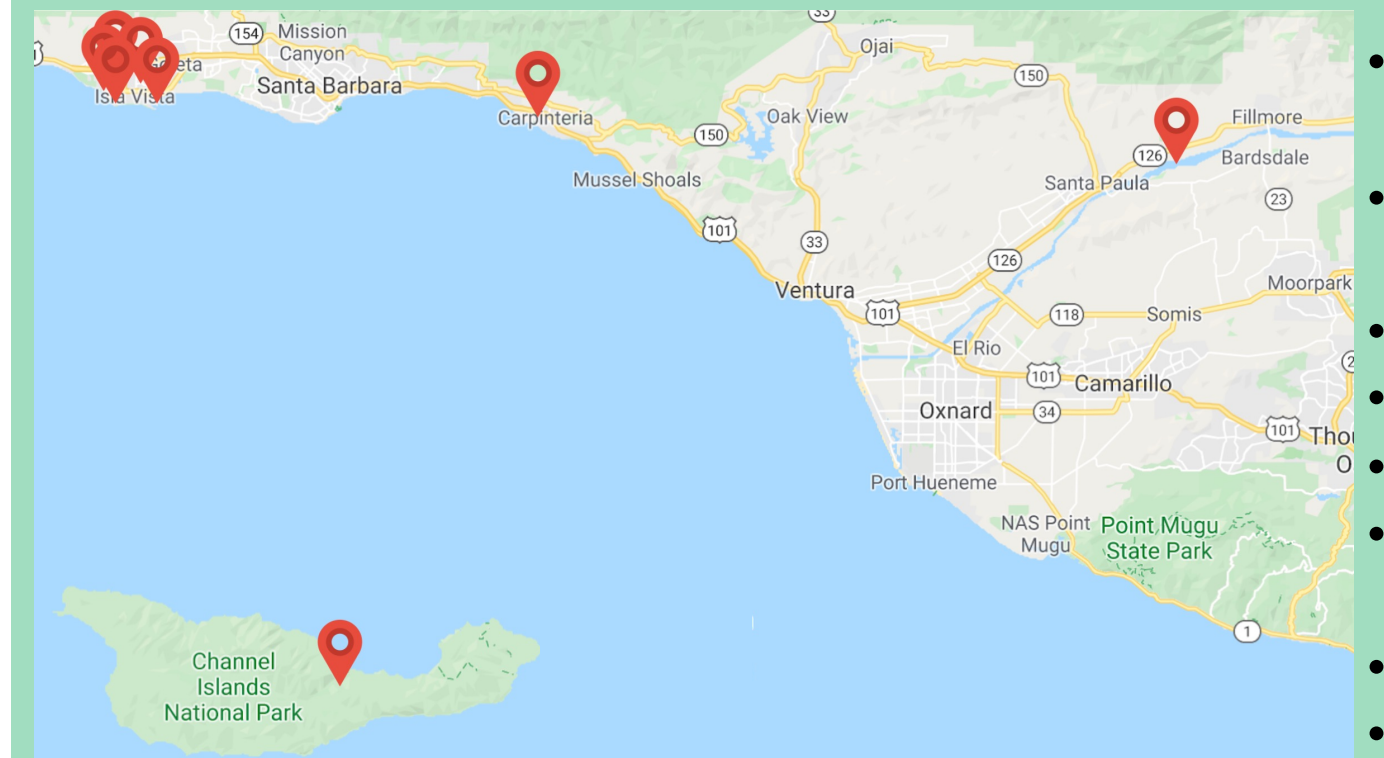 33
154
Mission
Canyon
Ojai
150
eta
Santa Barbara
Isla Vista
Carpinteria
150
Oak View
Fillmore
126
Bardsdale
Mussel Shoals
Santa Paula
23
101
33
126
Ventura
Moorpark
101
118
Somis
El Rio
101
Camarillo
Oxnard
34
101
Thou
O
Port Hueneme
NAS Point
Mugu
Point Mugu
State Park
1
Channel
Islands
National Park